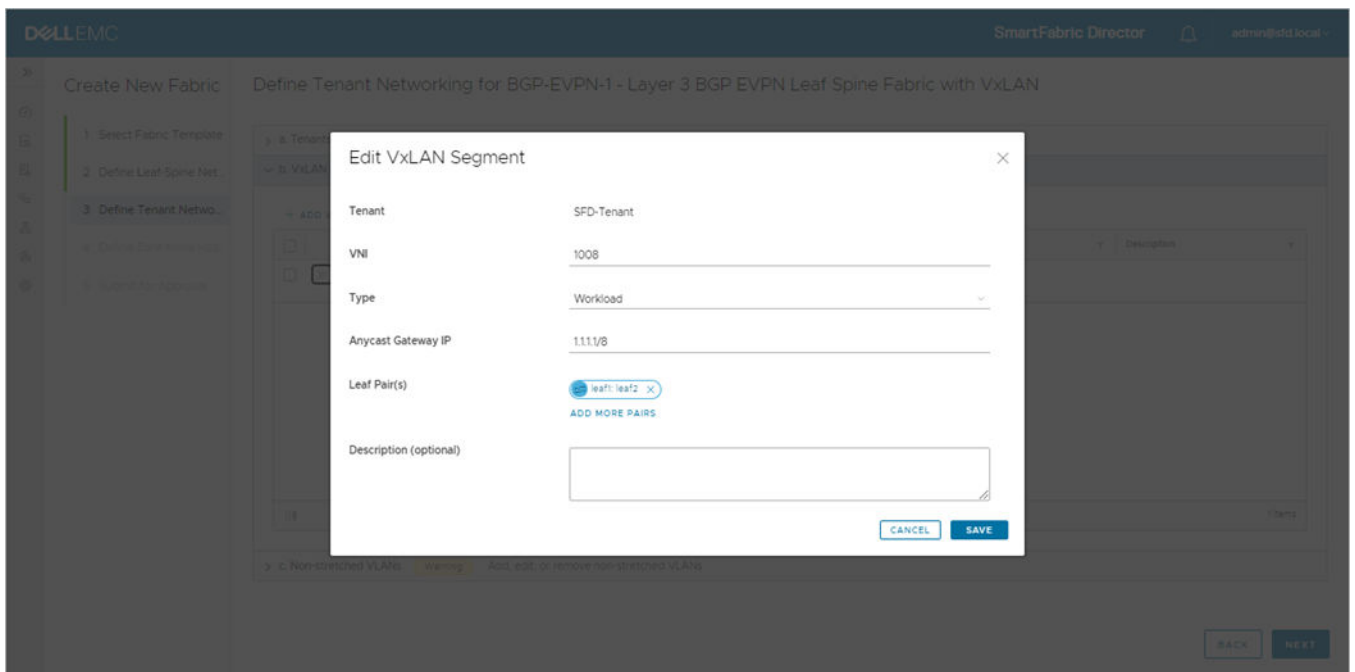 DELLEMC
SmartFabric Director
admin@sfd.local
Create New Fabric
Define Tenant Networking for BGP-EVPN-1 - Layer 3 BGP EVPN Leaf Spine Fabric with VxLAN
1 Select Fabric Template
2 Define Leaf-Spine Net...
3 Define Tenant Netwo...
a. Tenants
b. VxLAN
+ ADD
Description
Edit VxLAN Segment
Tenant
SFD-Tenant
VNI
1008
Type
Workload
Anycast Gateway IP
1.1.1.1/8
Leaf Pair(s)
leaf1: leaf2
ADD MORE PAIRS
Description (optional)
CANCEL
SAVE
c. Non-stretched VLANs Warning Add, edit, or remove non-stretched VLANs
BACK
NEXT